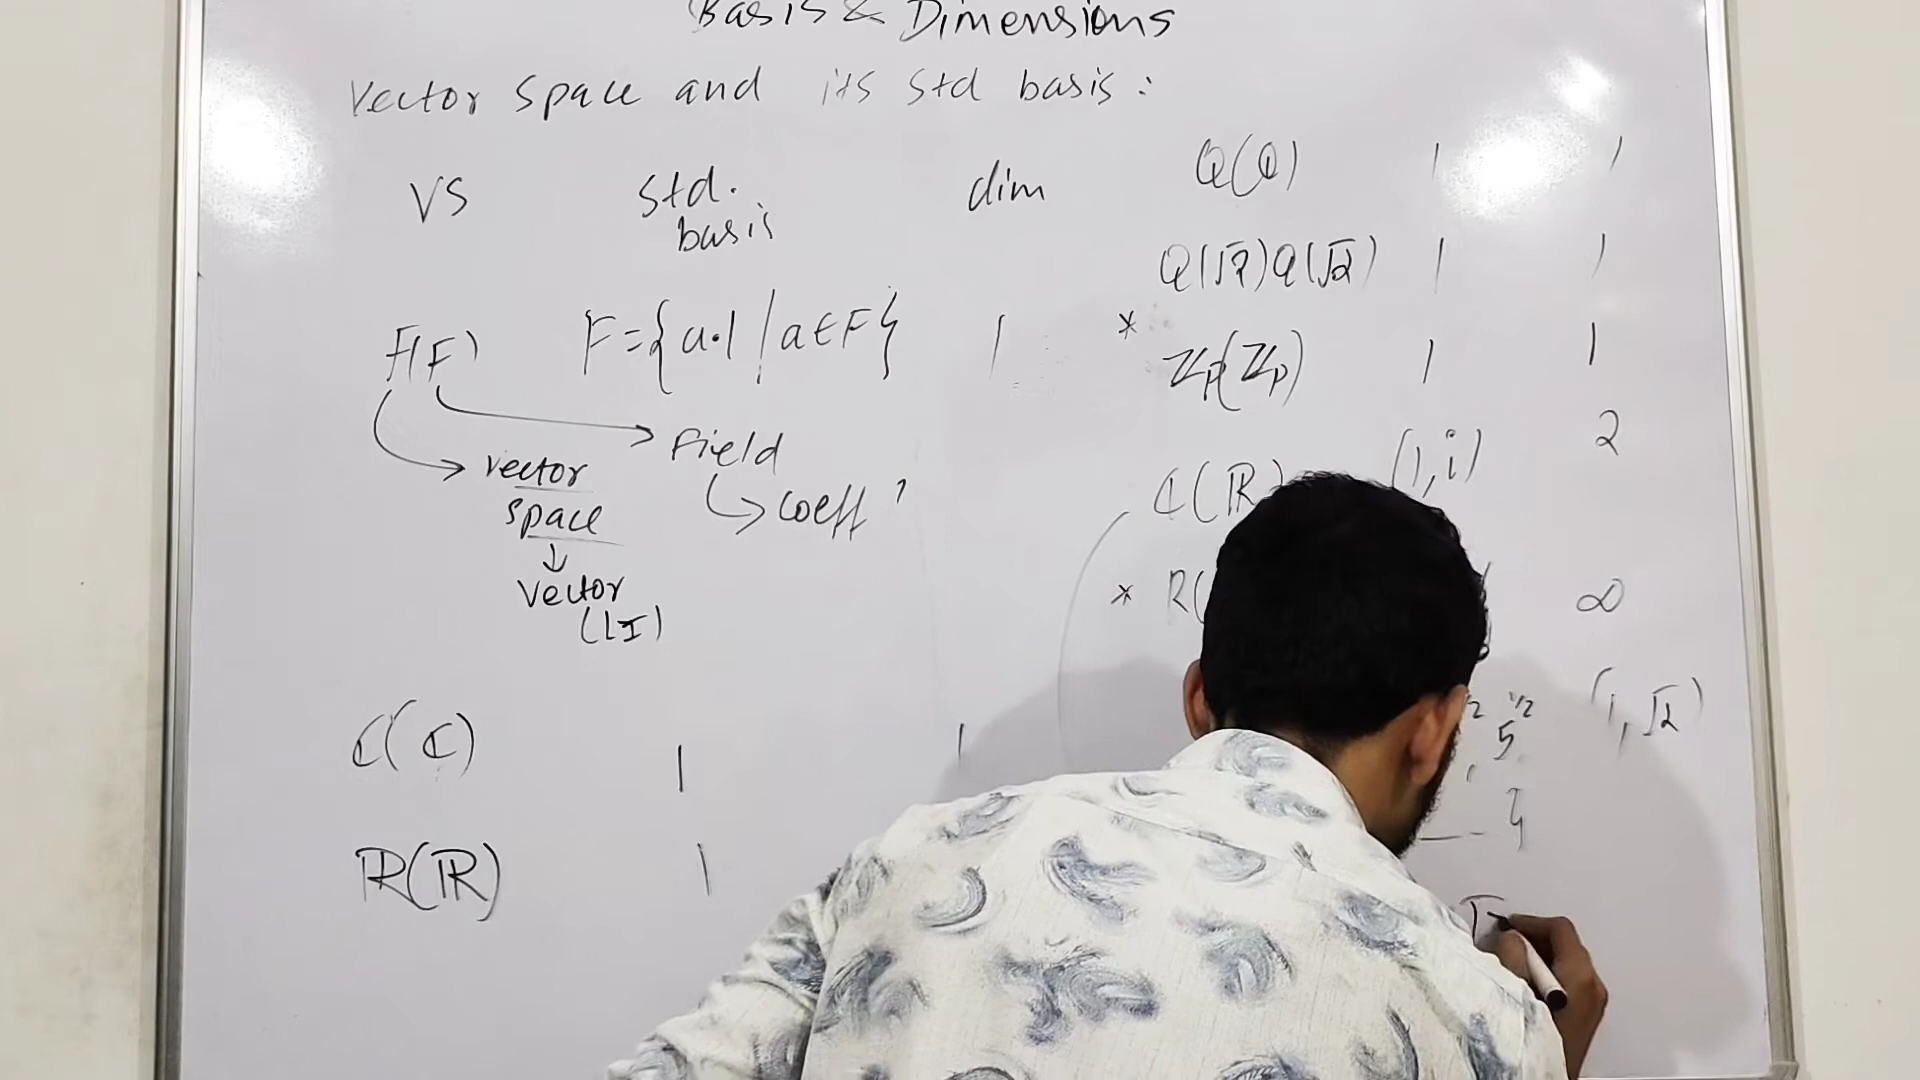 Basis & Dimensions
Vector space and its std basis :
VS std. basis dim
F(F) F={a.1 | a∈F} 1
Field
vector space
coeff
↓
Vector
(LI)
ℂ(ℂ) 1 1
ℝ(ℝ) 1
Q(Q) 1 1
Q(√2)Q(√2) 1 1
* ℤp(ℤp) 1 1
ℂ(ℝ) (1,i) 2
* R( ∞
5^1/2 (1,√2)
}